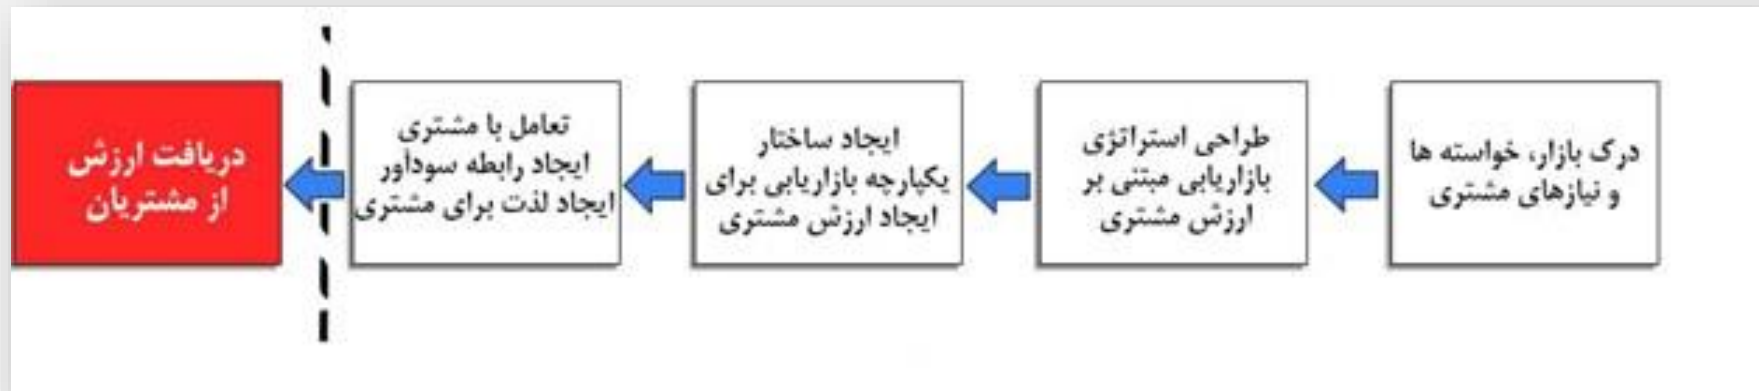 درک بازار، خواسته ها
و نیازهای مشتری
طراحی استراتژی
بازاریابی مبتنی بر
ارزش مشتری
ایجاد ساختار
یکپارچه بازاریابی برای
ایجاد ارزش مشتری
تعامل با مشتری
ایجاد رابطه سودآور
ایجاد لذت برای مشتری
دریافت ارزش
از مشتریان